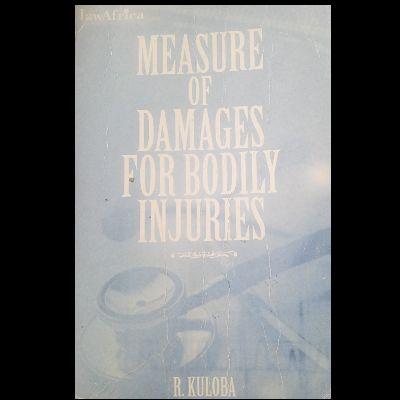 LawAfrica
MEASURE
OF
DAMAGES
FOR BODILY
INJURIES
R. KULOBA